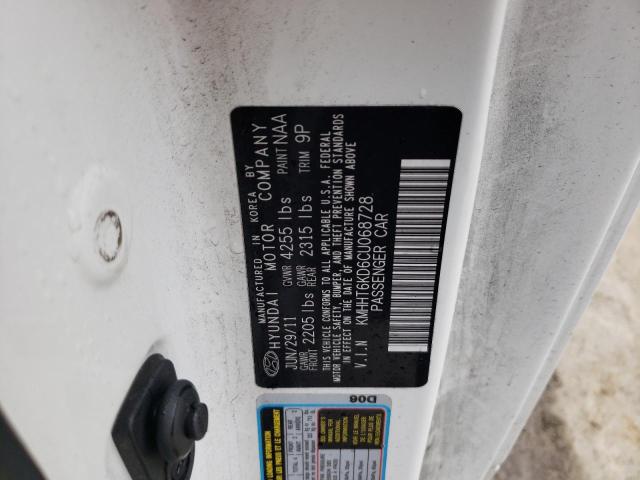 MANUFACTURED IN KOREA BY
HYUNDAI MOTOR COMPANY
JUN/29/11 GVWR 4255 lbs PAINT NAA
GAWR FRONT 2205 lbs GAWR REAR 2315 lbs TRIM 9P
THIS VEHICLE CONFORMS TO ALL APPLICABLE U.S.A. FEDERAL
MOTOR VEHICLE SAFETY, BUMPER, AND THEFT PREVENTION STANDARDS
IN EFFECT ON THE DATE OF MANUFACTURE SHOWN ABOVE
V.I.N KMHHT6KD6CU068728
PASSENGER CAR
D06